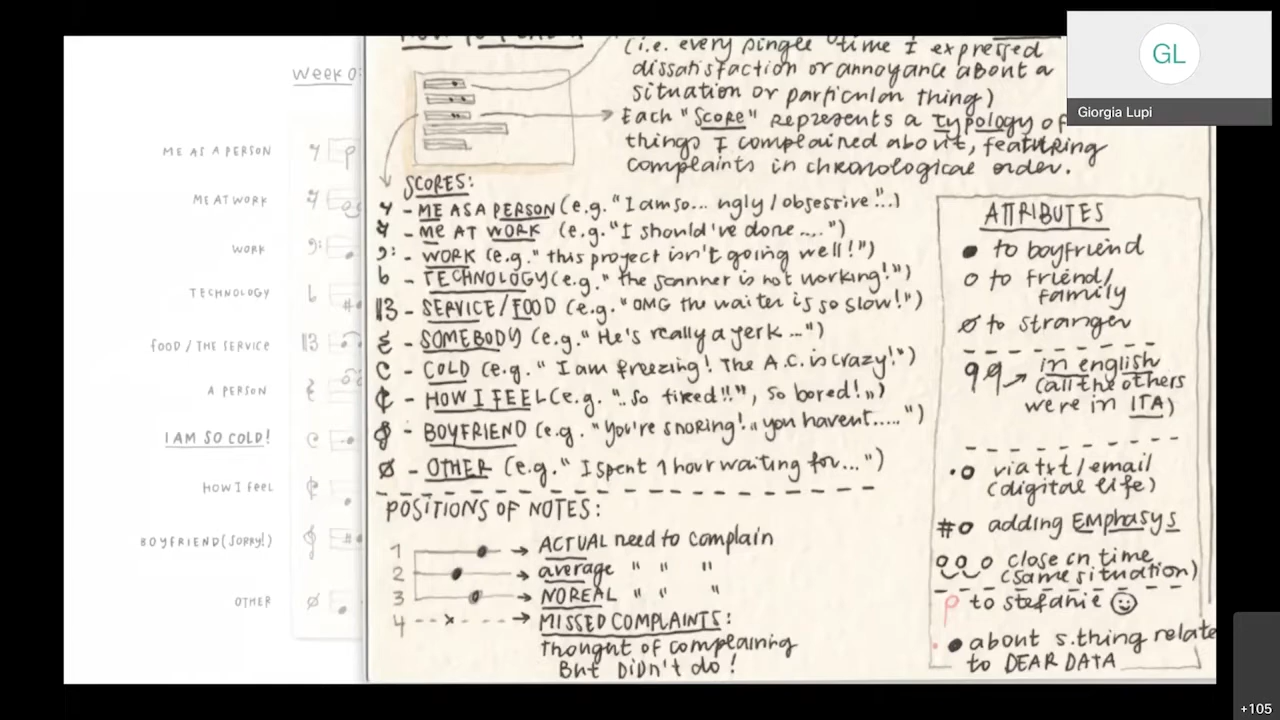 Week 0
ME AS A PERSON
ME AT WORK
WORK
TECHNOLOGY
FOOD / THE SERVICE
A PERSON
I AM SO COLD!
HOW I FEEL
BOYFRIEND (SORRY!)
OTHER
HOW TO READ IT
(i.e. every single time I expressed
dissatisfaction or annoyance about a
situation or particular thing)
Each "Score" represents a typology of
things I complained about, featuring
complaints in chronological order.
SCORES:
- ME AS A PERSON (e.g. "I am so... ugly / obsessive!..)
- ME AT WORK (e.g. "I should've done ....")
- WORK (e.g. "this project isn't going well!")
- TECHNOLOGY (e.g. "the scanner is not working!")
- SERVICE / FOOD (e.g. "OMG the waiter is so slow!")
- SOMEBODY (e.g. "He's really a jerk ...")
- COLD (e.g. "I am freezing! The A.C. is crazy!")
- HOW I FEEL (e.g. "..so tired!!", so bored!")
- BOYFRIEND (e.g. "You're snoring!" "you havent.....")
- OTHER (e.g. "I spent 1 hour waiting for...")
POSITIONS OF NOTES:
1 → ACTUAL need to complain
2 → average " " "
3 → NOREAL " " "
4 → MISSED COMPLAINTS:
thought of complaining
BUT DIDN'T do!
ATTRIBUTES
to boyfriend
to friend/
family
to stranger
in english
(all the others
were in ITA)
via txt / email
(digital life)
# adding EMPHASYS
close in time
(same situation)
to stefanie
about s.thing relate
to DEAR DATA
GL
Giorgia Lupi
+105